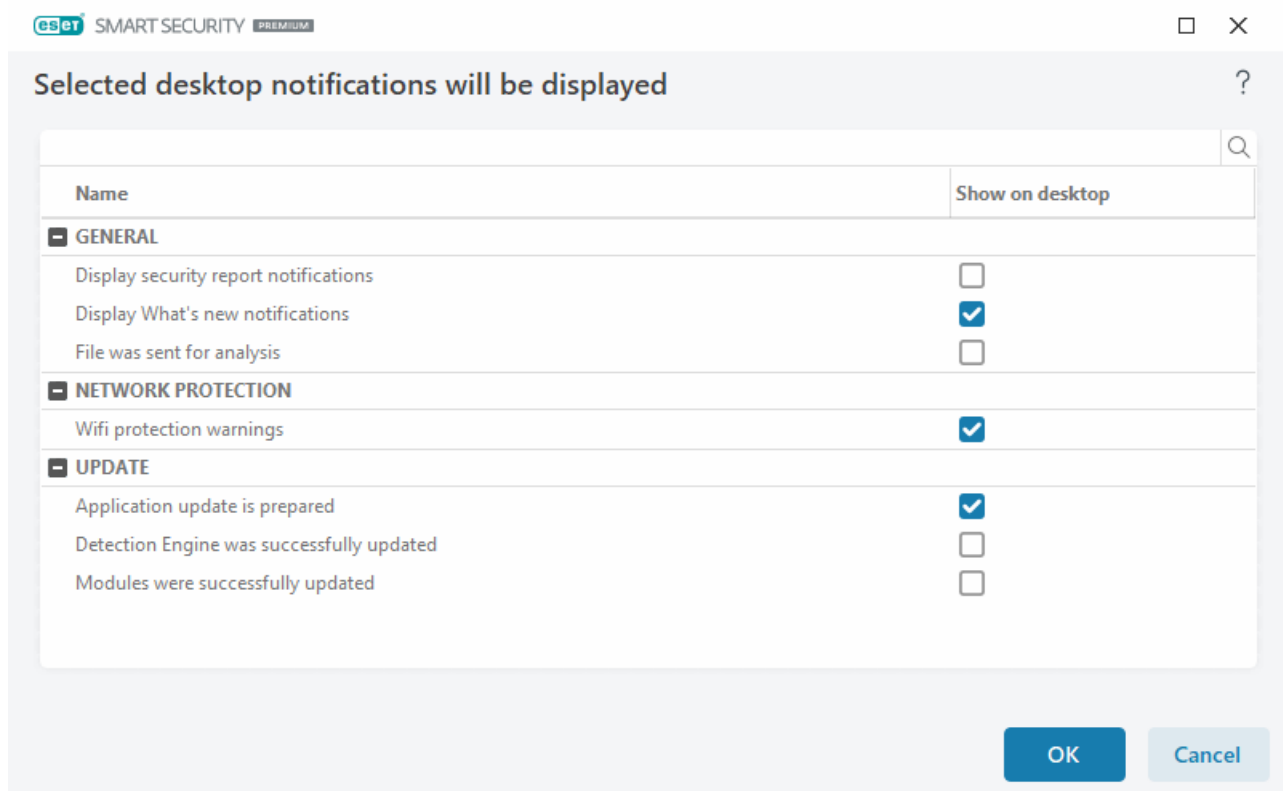 eset SMART SECURITY PREMIUM
Selected desktop notifications will be displayed ?
Name Show on desktop
GENERAL
Display security report notifications
Display What's new notifications
File was sent for analysis
NETWORK PROTECTION
Wifi protection warnings
UPDATE
Application update is prepared
Detection Engine was successfully updated
Modules were successfully updated
OK Cancel